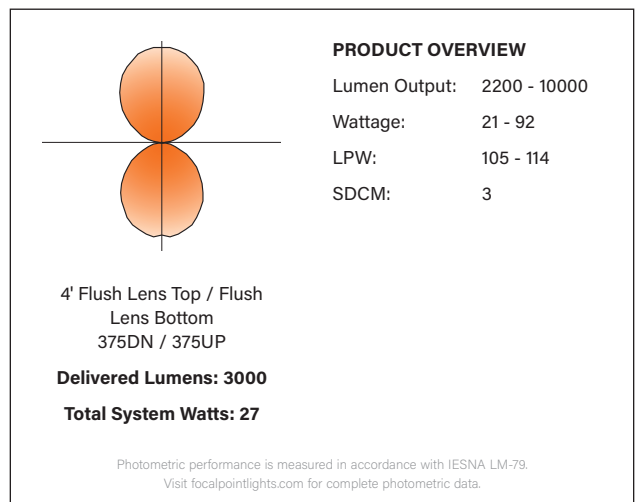 PRODUCT OVERVIEW
Lumen Output: 2200 - 10000
Wattage: 21 - 92
LPW: 105 - 114
SDCM: 3
4' Flush Lens Top / Flush
Lens Bottom
375DN / 375UP
Delivered Lumens: 3000
Total System Watts: 27
Photometric performance is measured in accordance with IESNA LM-79.
Visit focalpointlights.com for complete photometric data.